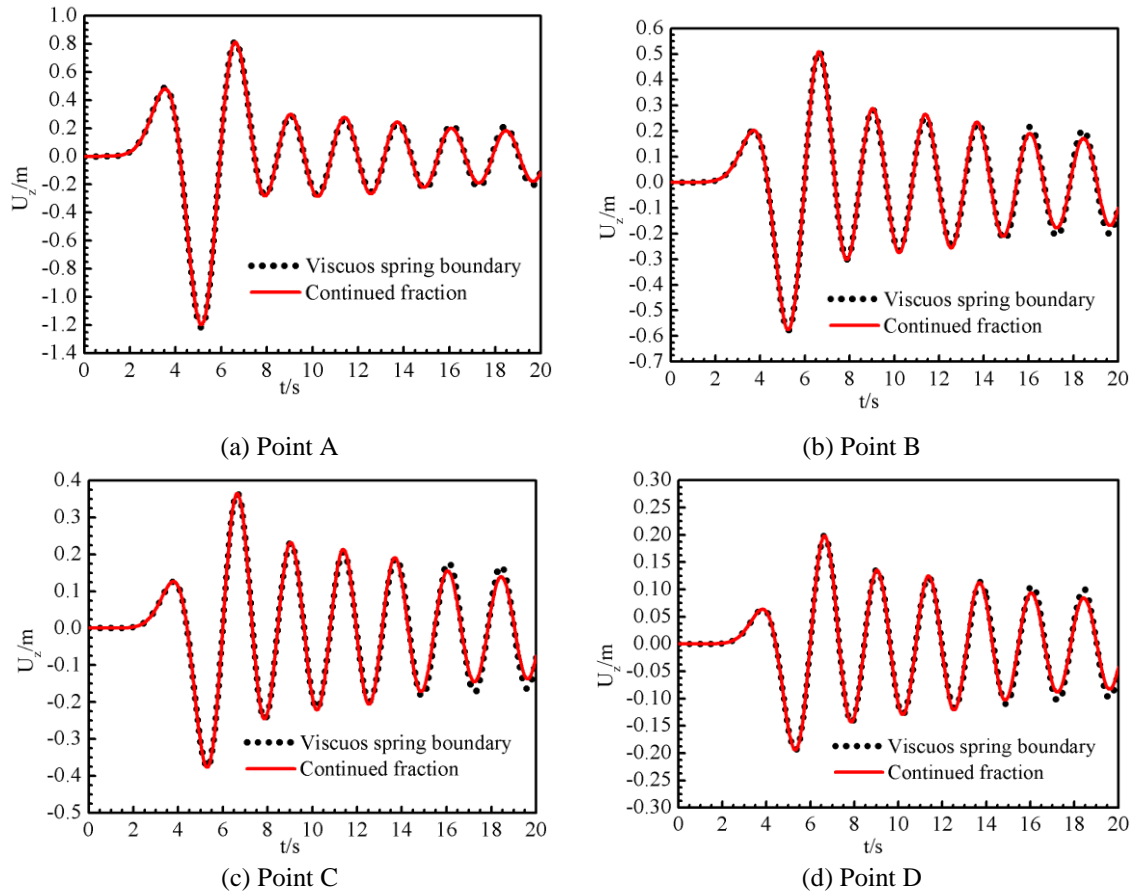 1.0
0.8
0.4
0.0
-0.2
-0.4
-0.6
-0.8
-1.0
-1.2
-1.4
U_z/m
Viscuos spring boundary
Continued fraction
0 2 4 6 8 10 12 14 16 18 20
t/s
(a) Point A
0.6
0.5
0.4
0.3
0.2
0.1
0.0
-0.1
-0.2
-0.3
-0.4
-0.5
-0.6
-0.7
U_z/m
Viscuos spring boundary
Continued fraction
0 2 4 6 8 10 12 14 16 18 20
t/s
(b) Point B
0.4
0.3
0.2
0.1
0.0
-0.1
-0.2
-0.3
-0.4
-0.5
U_z/m
Viscuos spring boundary
Continued fraction
0 2 4 6 8 10 12 14 16 18 20
t/s
(c) Point C
0.30
0.25
0.20
0.15
0.10
0.05
0.00
-0.05
-0.10
-0.15
-0.20
-0.25
-0.30
U_z/m
Viscuos spring boundary
Continued fraction
0 2 4 6 8 10 12 14 16 18 20
t/s
(d) Point D